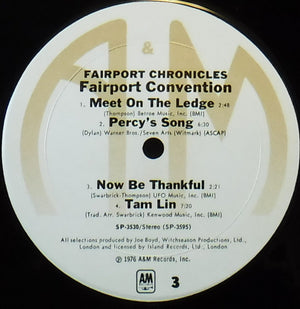 &
FAIRPORT CHRONICLES
Fairport Convention
1. Meet On The Ledge 2:48
(Thompson) Betroe Music, Inc. (BMI)
2. Percy's Song 6:30
(Dylan) Warner Bros./Seven Arts (Witmark) (ASCAP)
3. Now Be Thankful 2:21
(Swarbrick-Thompson) UFO Music, Inc. (BMI)
4. Tam Lin 7:20
(Trad. Arr. Swarbrick) Kenwood Music, Inc. (BMI)
SP-3530/Stereo (SP-3595)
All selections produced by Joe Boyd, Witchseason Productions, Ltd.,
London and licensed by Island Records, Ltd., London
℗ 1976 A&M Records, Inc.
A&M
RECORDS
3